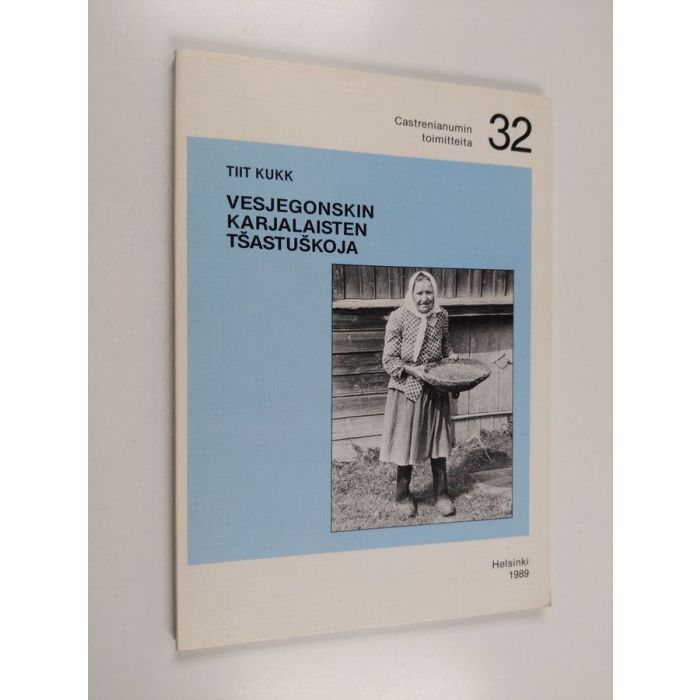 Castrenianumin
toimitteita
32
TIIT KUKK
VESJEGONSKIN
KARJALAISTEN
TŠASTUŠKOJA
Helsinki
1989